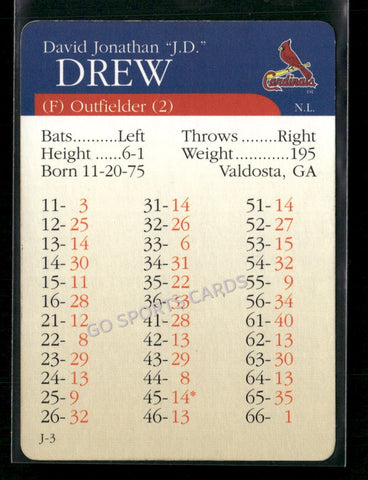 David Jonathan "J.D."
DREW
Cardinals
TM
(F) Outfielder (2) N.L.
Bats..........Left Throws ........Right
Height ......6-1 Weight.............195
Born 11-20-75 Valdosta, GA
11- 3 31- 14 51- 14
12- 25 32- 26 52- 27
13- 14 33- 6 53- 15
14- 30 34- 31 54- 32
15- 11 35- 22 55- 9
16- 28 36- 33 56- 34
21- 12 41- 28 61- 40
22- 8 42- 13 62- 23
23- 29 43- 29 63- 30
24- 13 44- 8 64- 13
25- 9 45- 14* 65- 35
26- 32 46- 13 66- 1
J-3
GO SPORTS CARDS